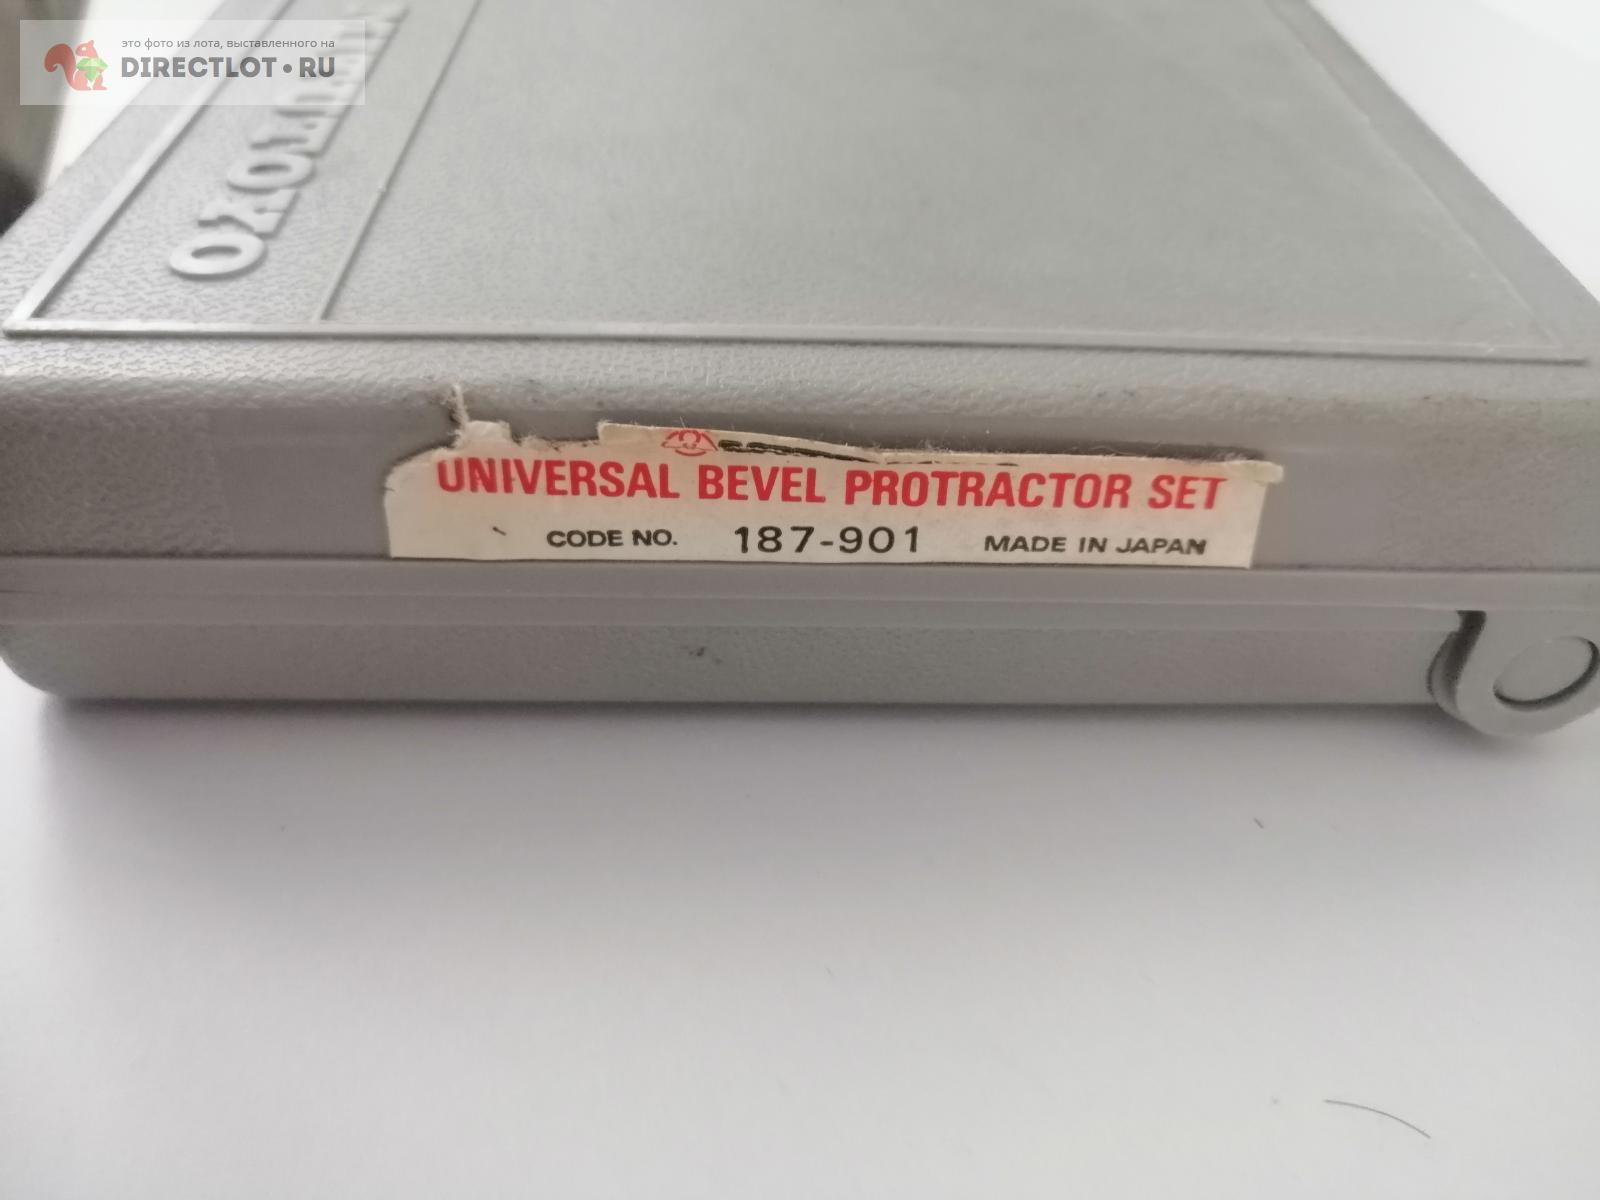 это фото из лота, выставленного на
DIRECTLOT.RU
Mitutoyo
UNIVERSAL BEVEL PROTRACTOR SET
CODE NO. 187-901 MADE IN JAPAN